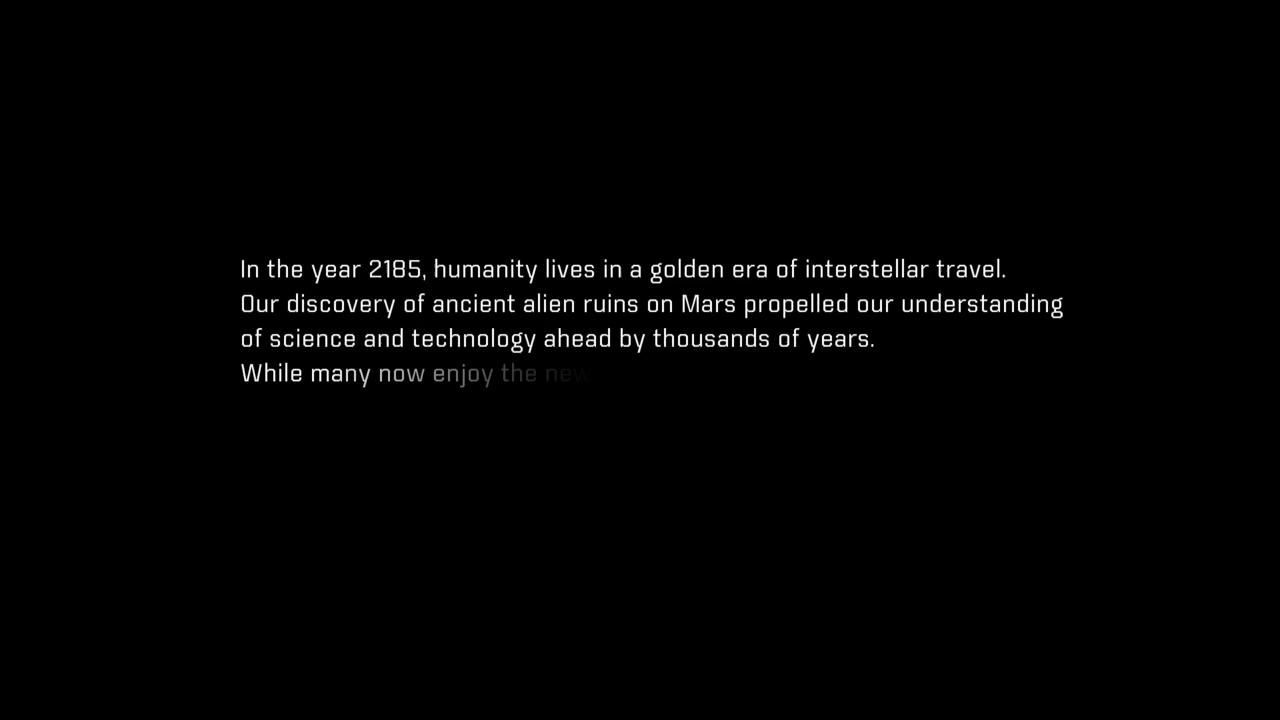 In the year 2185, humanity lives in a golden era of interstellar travel.
Our discovery of ancient alien ruins on Mars propelled our understanding
of science and technology ahead by thousands of years.
While many now enjoy the new